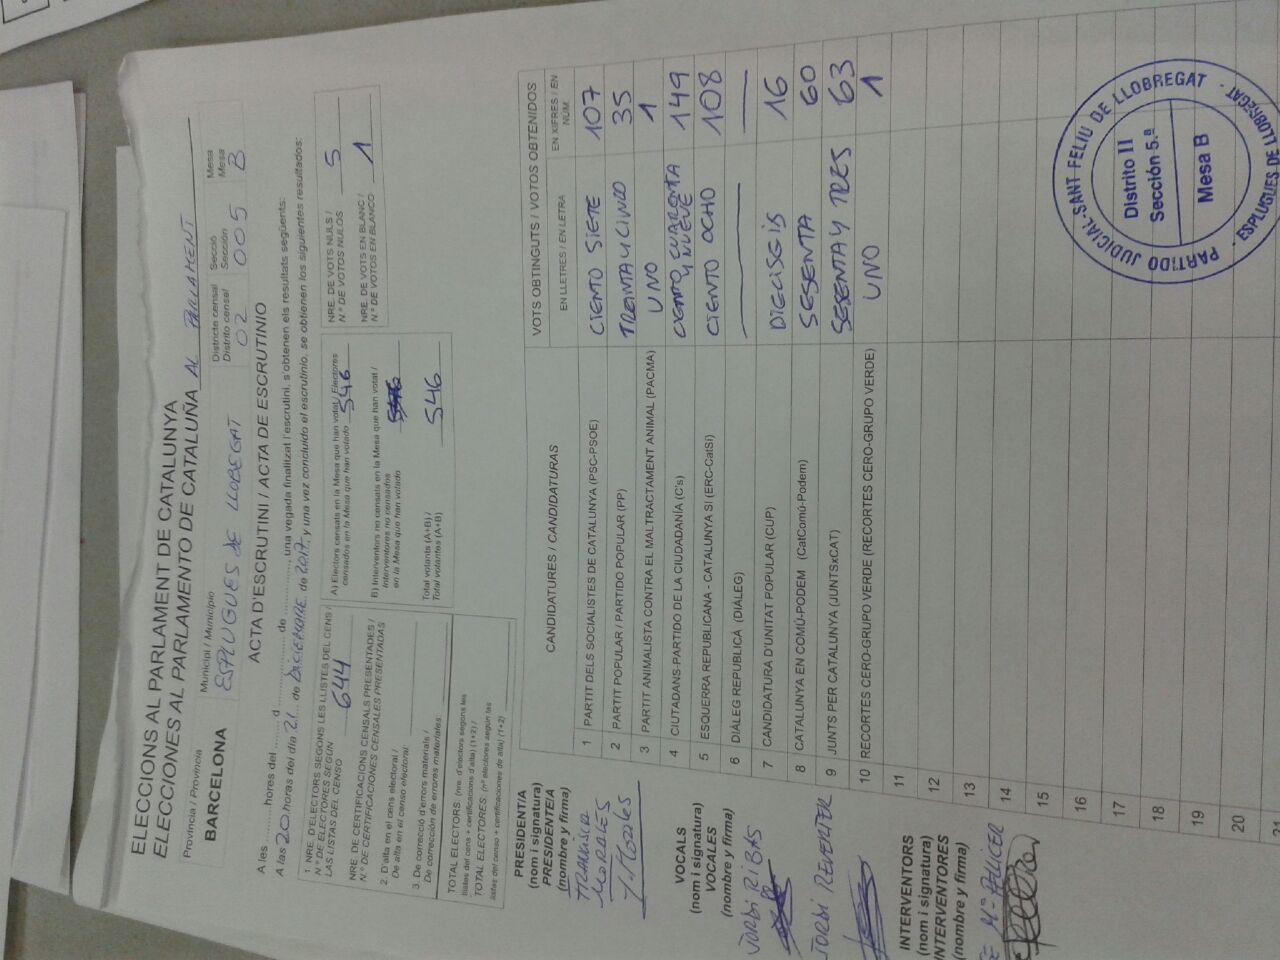 ELECCIONS AL PARLAMENT DE CATALUNYA
ELECCIONES AL PARLAMENTO DE CATALUÑA AL PARLAMENT
Provincia / Provincia
BARCELONA
Municipi / Municipio
ESPLUGUES DE LLOBREGAT
Districte censal
Distrito censal
02
Secció
Sección
005
Mesa
Mesa
B
ACTA D'ESCRUTINI / ACTA DE ESCRUTINIO
A les ............ hores del ........ d ........................ de ............, una vegada finalitzat l'escrutini, s'obtenen els resultats següents:
A las 20 horas del día 21 de DICIEMBRE de 2017, y una vez concluido el escrutinio, se obtienen los siguientes resultados:
1. NRE. D'ELECTORS SEGONS LES LLISTES DEL CENS /
N.º DE ELECTORES SEGÚN
LAS LISTAS DEL CENSO
644
NRE. DE CERTIFICACIONS CENSALS PRESENTADES /
N.º DE CERTIFICACIONES CENSALES PRESENTADAS
2. D'alta en el cens electoral /
De alta en el censo electoral:
3. De correcció d'errors materials /
De corrección de errores materiales:
TOTAL ELECTORS: (nre. d'electors segons les
llistes del cens + certificacions d'alta) (1+2) /
TOTAL ELECTORES: (nº electores según las
listas del censo + certificaciones de alta) (1+2)
A) Electors censats en la Mesa que han votat / Electores
censados en la Mesa que han votado 546
B) Interventors no censats en la Mesa que han votat /
Interventores no censados
en la Mesa que han votado
Total votants (A+B) /
Total votantes (A+B)
546
NRE. DE VOTS NULS /
N.º DE VOTOS NULOS
5
NRE. DE VOTS EN BLANC /
N.º DE VOTOS EN BLANCO
1
CANDIDATURES / CANDIDATURAS
VOTS OBTINGUTS / VOTOS OBTENIDOS
EN LLETRES / EN LETRA
EN XIFRES / EN NÚM.
1 PARTIT DELS SOCIALISTES DE CATALUNYA (PSC-PSOE) CIENTO SIETE 107
2 PARTIT POPULAR / PARTIDO POPULAR (PP) TREINTA Y CINCO 35
3 PARTIT ANIMALISTA CONTRA EL MALTRACTAMENT ANIMAL (PACMA) UNO 1
4 CIUTADANS-PARTIDO DE LA CIUDADANÍA (C's) CIENTO CUARENTA Y NUEVE 149
5 ESQUERRA REPUBLICANA - CATALUNYA SÍ (ERC-CatSí) CIENTO OCHO 108
6 DIÀLEG REPUBLICÀ (DIÀLEG)
7 CANDIDATURA D'UNITAT POPULAR (CUP) DIECISEIS 16
8 CATALUNYA EN COMÚ-PODEM (CatComú-Podem) SESENTA 60
9 JUNTS PER CATALUNYA (JUNTSxCAT) SESENTA Y TRES 63
10 RECORTES CERO-GRUPO VERDE (RECORTES CERO-GRUPO VERDE) UNO 1
11
12
13
14
15
16
17
18
19
20
21
PRESIDENT/A
(nom i signatura)
PRESIDENTE/A
(nombre y firma)
MORALES
VOCALS
(nom i signatura)
VOCALES
(nombre y firma)
JORDI RIBAS
JORDI REVERTER
INTERVENTORS
(nom i signatura)
INTERVENTORES
(nombre y firma)
Mª PELLICER
PARTIDO JUDICIAL-SANT FELIU DE LLOBREGAT
- ESPLUGUES DE LLOBREGAT -
Distrito II
Sección 5.ª
Mesa B